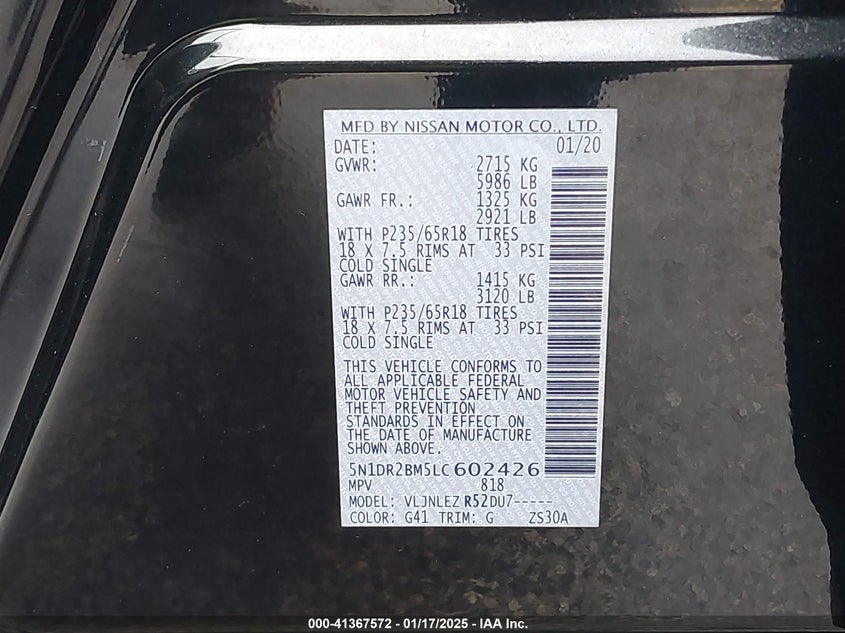 MFD BY NISSAN MOTOR CO., LTD.
DATE: 01/20
GVWR: 2715 KG
5986 LB
GAWR FR.: 1325 KG
2921 LB
WITH P235/65R18 TIRES
18 X 7.5 RIMS AT 33 PSI
COLD SINGLE
GAWR RR.: 1415 KG
3120 LB
WITH P235/65R18 TIRES
18 X 7.5 RIMS AT 33 PSI
COLD SINGLE
THIS VEHICLE CONFORMS TO
ALL APPLICABLE FEDERAL
MOTOR VEHICLE SAFETY AND
THEFT PREVENTION
STANDARDS IN EFFECT ON
THE DATE OF MANUFACTURE
SHOWN ABOVE.
5N1DR2BM5LC602426
MPV 818
MODEL: VLJNLEZ R52DU7-----
COLOR: G41 TRIM: G ZS30A
000-41367572 - 01/17/2025 - IAA Inc.